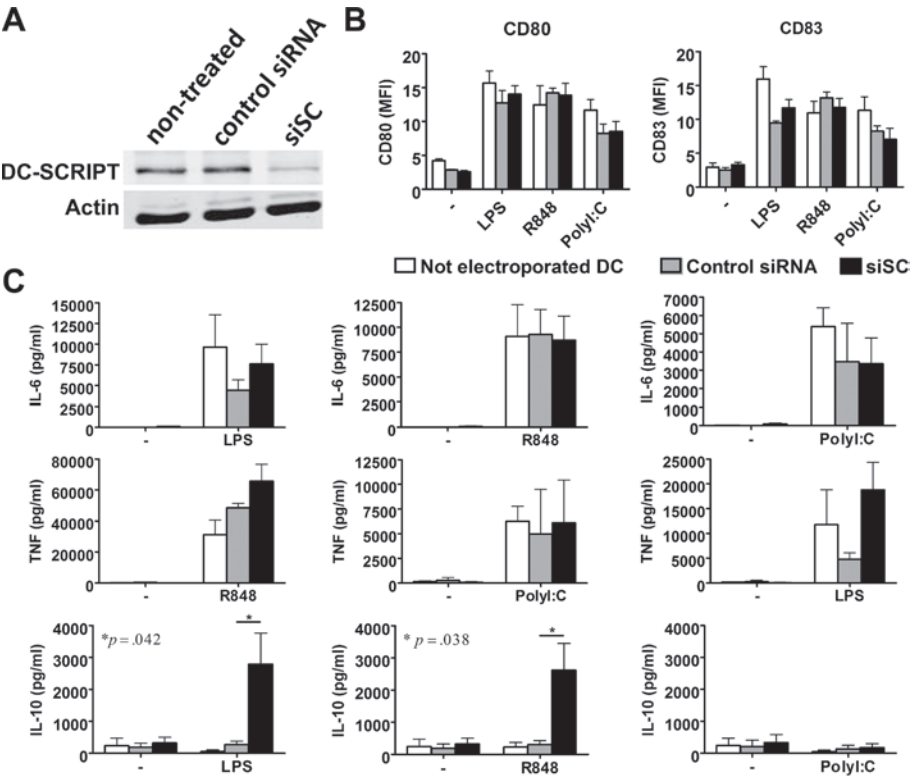 A
non-treated
control siRNA
siSC
DC-SCRIPT
Actin
B
CD80
CD80 (MFI)
20
15
10
5
0
-
LPS
R848
PolyI:C
CD83
CD83 (MFI)
20
15
10
5
0
-
LPS
R848
PolyI:C
Not electroporated DC
Control siRNA
siSC
C
IL-6 (pg/ml)
15000
12500
10000
7500
5000
2500
0
-
LPS
IL-6 (pg/ml)
12500
10000
7500
5000
2500
0
-
R848
IL-6 (pg/ml)
7000
6000
5000
4000
3000
2000
1000
0
-
PolyI:C
TNF (pg/ml)
80000
60000
40000
20000
0
-
R848
TNF (pg/ml)
12500
10000
7500
5000
2500
0
-
PolyI:C
TNF (pg/ml)
25000
20000
15000
10000
5000
0
-
LPS
IL-10 (pg/ml)
4000
3000
2000
1000
0
*p=.042
*
-
LPS
IL-10 (pg/ml)
4000
3000
2000
1000
0
*p=.038
*
-
R848
IL-10 (pg/ml)
4000
3000
2000
1000
0
-
PolyI:C